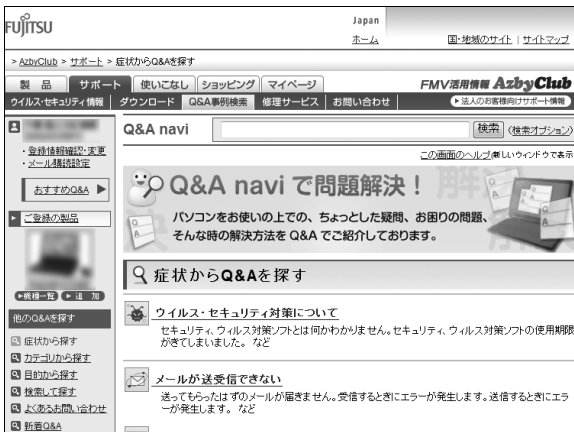 FUJITSU
Japan
ホーム
国・地域のサイト | サイトマップ
> AzbyClub > サポート > 症状からQ&Aを探す
製 品 サポート 使いこなし ショッピング マイページ
FMV活用情報 AzbyClub
ウイルス・セキュリティ情報 ダウンロード Q&A事例検索 修理サービス お問い合わせ
法人のお客様向けサポート情報
Q&A navi 検索 (検索オプション)
・登録情報確認・変更
・メール購読設定
この画面のヘルプ(新しいウィンドウで表示
おすすめQ&A
Q&A navi で問題解決!
パソコンをお使いの上での、ちょっとした疑問、お困りの問題、
そんな時の解決方法を Q&A でご紹介しております。
ご登録の製品
機種一覧 追 加
他のQ&Aを探す
症状から探す
カテゴリから探す
目的から探す
検索して探す
よくあるお問い合わせ
新着Q&A
症状からQ&Aを探す
ウイルス・セキュリティ対策について
セキュリティ、ウィルス対策ソフトとは何かわかりません。セキュリティ、ウィルス対策ソフトの使用期限
がきてしまいました。 など
メールが送受信できない
送ってもらったはずのメールが届きません。受信するときにエラーが発生します。送信するときにエラ
ーが発生します。 など